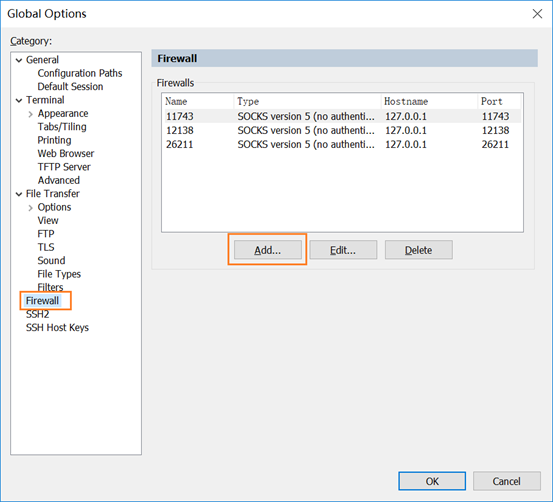 Global Options
Category:
General
Configuration Paths
Default Session
Terminal
Appearance
Tabs/Tiling
Printing
Web Browser
TFTP Server
Advanced
File Transfer
Options
View
FTP
TLS
Sound
File Types
Filters
Firewall
SSH2
SSH Host Keys
Firewall
Firewalls
Name Type Hostname Port
11743 SOCKS version 5 (no authenti... 127.0.0.1 11743
12138 SOCKS version 5 (no authenti... 127.0.0.1 12138
26211 SOCKS version 5 (no authenti... 127.0.0.1 26211
Add... Edit... Delete
OK Cancel